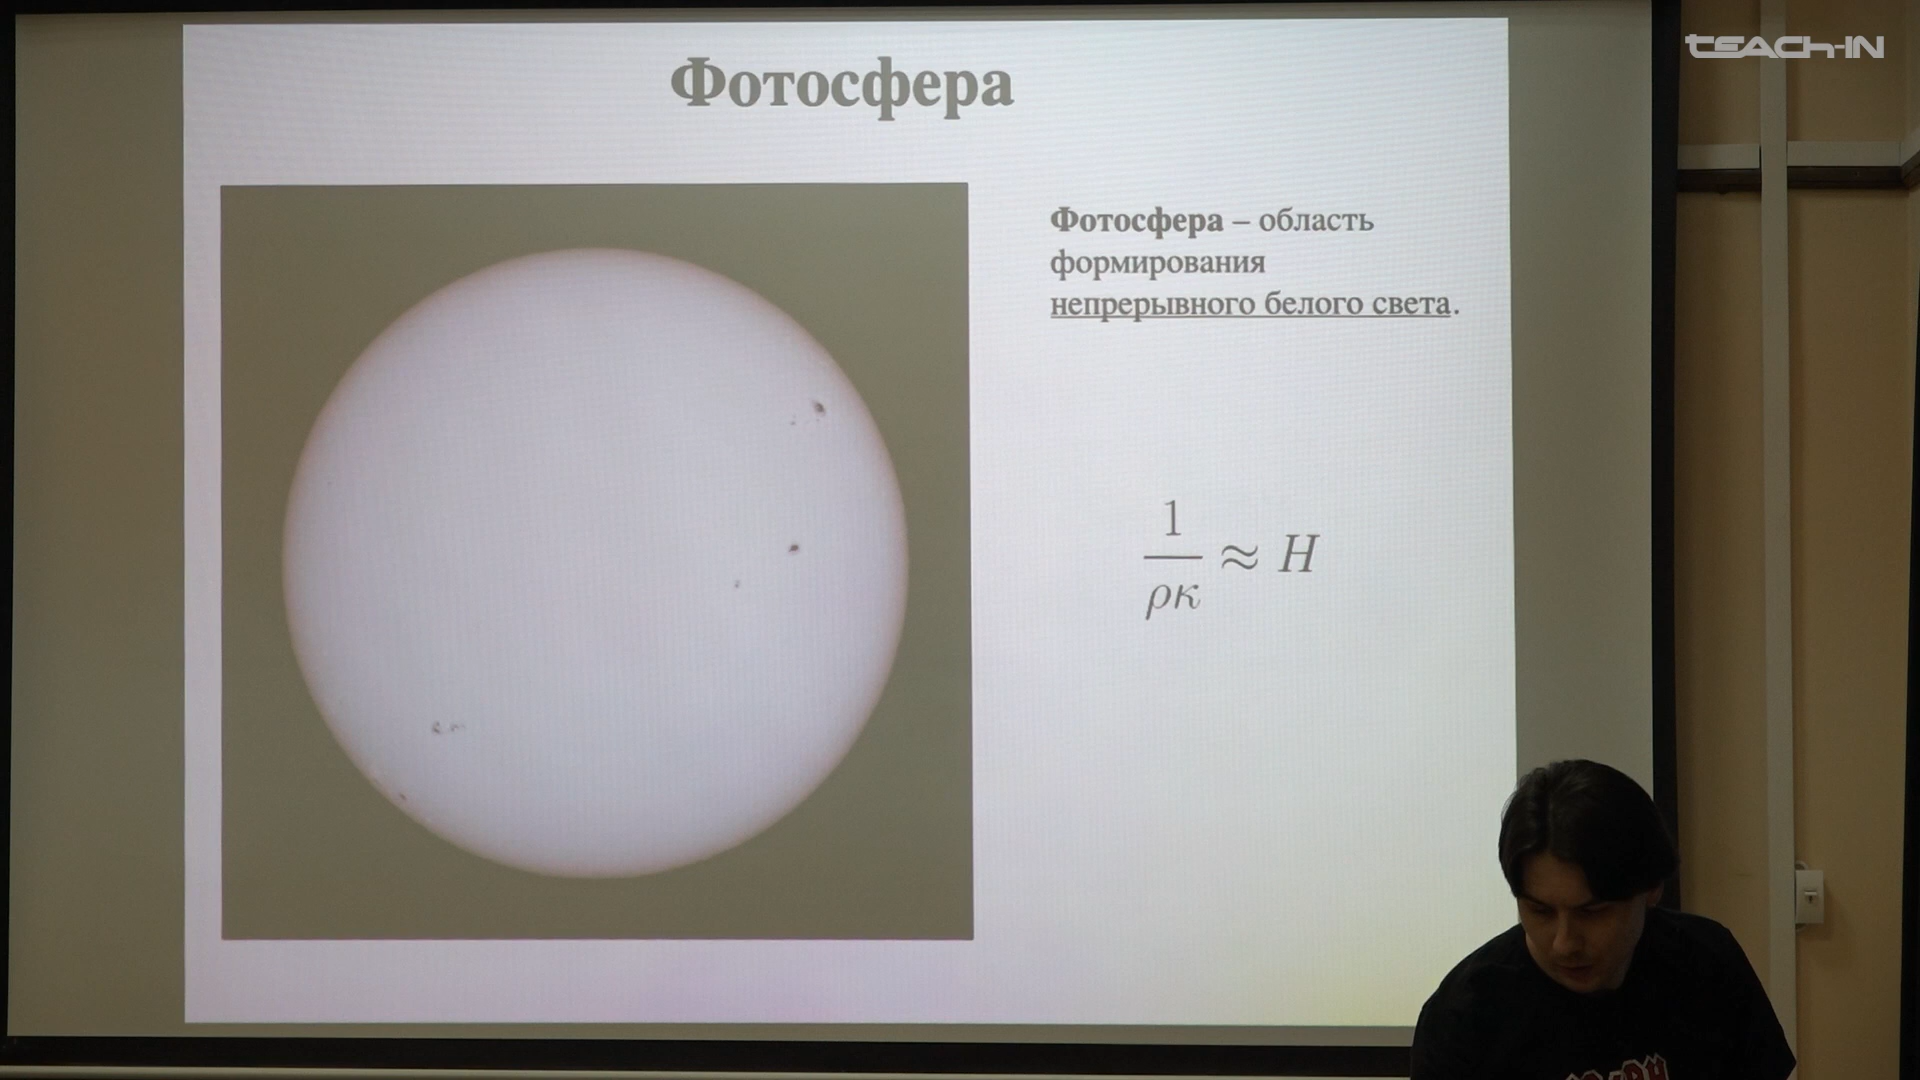 teach-in
Фотосфера
Фотосфера – область
формирования
непрерывного белого света.
1
ρκ
≈ H